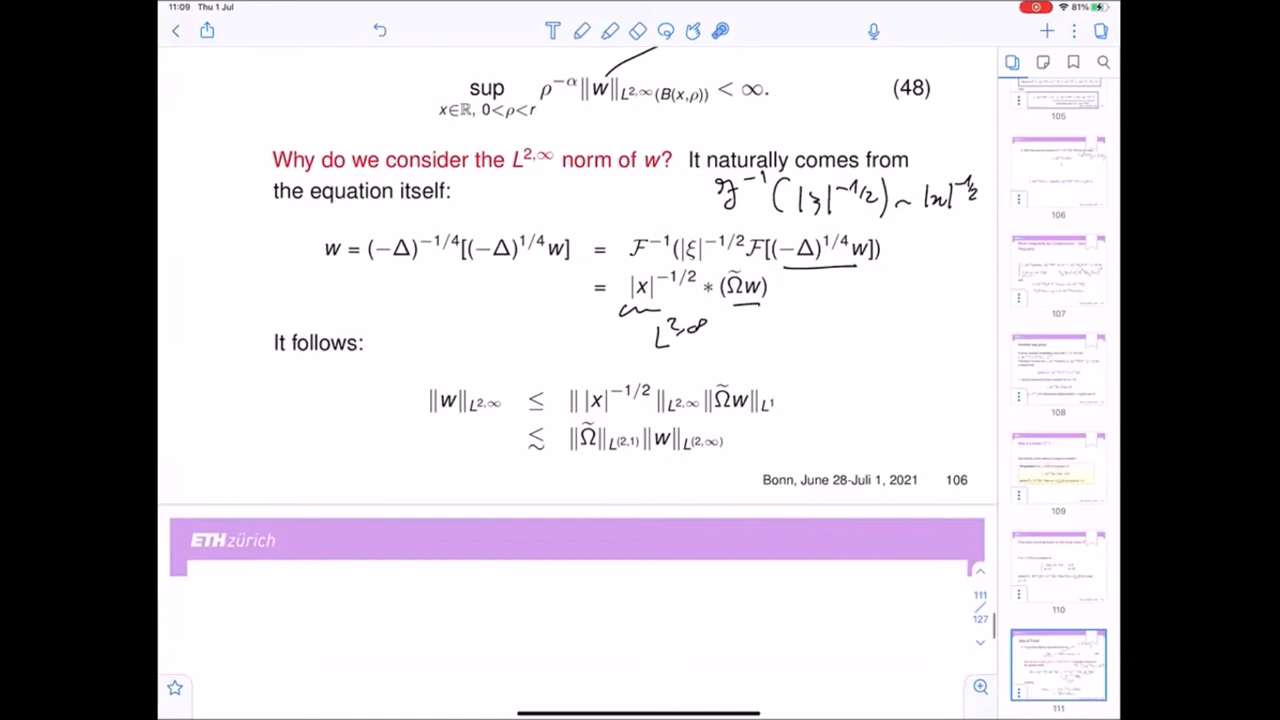 11:09 Thu 1 Jul
81%
sup ρ^{-α}‖w‖_{L^{2,∞}(B(x,ρ))} < ∞. (48)
x∈ℝ, 0<ρ<r
Why do we consider the L^{2,∞} norm of w? It naturally comes from
the equation itself:
ℱ^{-1}(|ξ|^{-1/2}) ~ |x|^{-1/2}
w = (−Δ)^{−1/4}[(−Δ)^{1/4}w] = ℱ^{−1}(|ξ|^{−1/2}ℱ[(−Δ)^{1/4}w])
= |x|^{−1/2} ∗ (Ω̃w)
L^{2,∞}
It follows:
‖w‖_{L^{2,∞}} ≤ ‖ |x|^{−1/2} ‖_{L^{2,∞}} ‖Ω̃w‖_{L^1}
≲ ‖Ω̃‖_{L^{(2,1)}} ‖w‖_{L^{(2,∞)}}
Bonn, June 28-Juli 1, 2021 106
ETH zürich
105
106
107
108
109
110
111
111
/
127